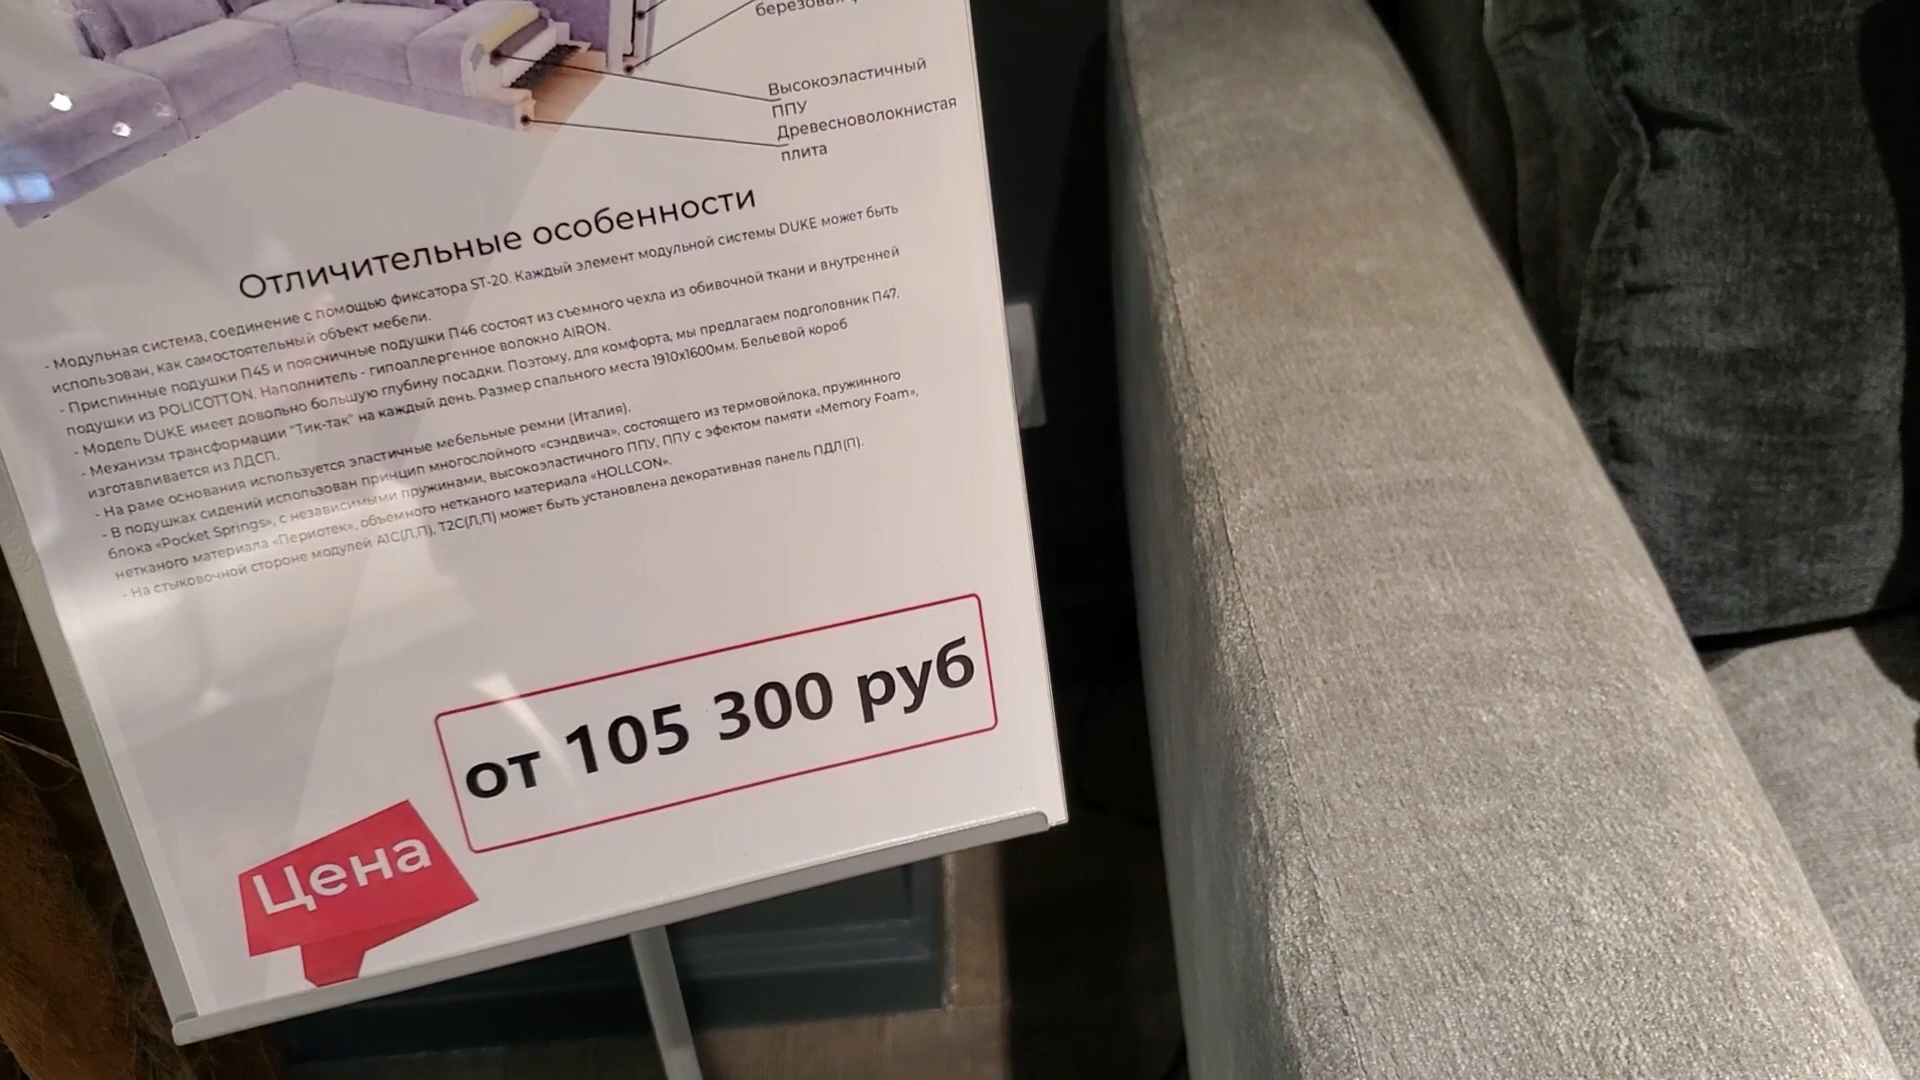 Высокоэластичный
ППУ
Древесноволокнистая
плита
Отличительные особенности
- Модульная система, соединение с помощью фиксатора ST-20. Каждый элемент модульной системы DUKE может быть
использован, как самостоятельный объект мебели.
- Приспинные подушки П45 и поясничные подушки П46 состоят из съемного чехла из обивочной ткани и внутренней
подушки из POLICOTTON. Наполнитель - гипоаллергенное волокно AIRON.
- Модель DUKE имеет довольно большую глубину посадки. Поэтому, для комфорта, мы предлагаем подголовник П47.
- Механизм трансформации "Тик-так" на каждый день. Размер спального места 1910х1600мм. Бельевой короб
изготавливается из ЛДСП.
- На раме основания используется эластичные мебельные ремни (Италия).
- В подушках сидений использован принцип многослойного «сэндвича», состоящего из термовойлока, пружинного
блока «Pocket Springs», с независимыми пружинами, высокоэластичного ППУ, ППУ с эфектом памяти «Memory Foam»,
нетканого материала «Периотек», объемного нетканого материала «HOLLCON».
- На стыковочной стороне модулей А1С(Л,П), Т2С(Л,П) может быть установлена декоративная панель ПДЛ(П).
от 105 300 руб
Цена